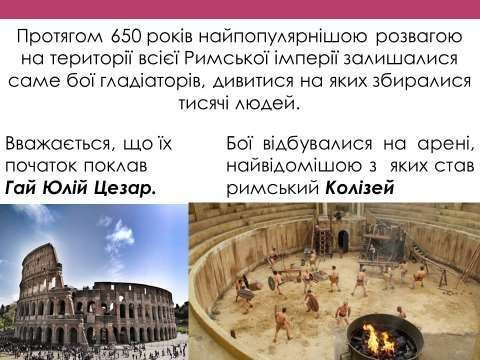 Протягом 650 років найпопулярнішою розвагою
на території всієї Римської імперії залишалися
саме бої гладіаторів, дивитися на яких збиралися
тисячі людей.
Вважається, що їх
початок поклав
Гай Юлій Цезар.
Бої відбувалися на арені,
найвідомішою з яких став
римський Колізей